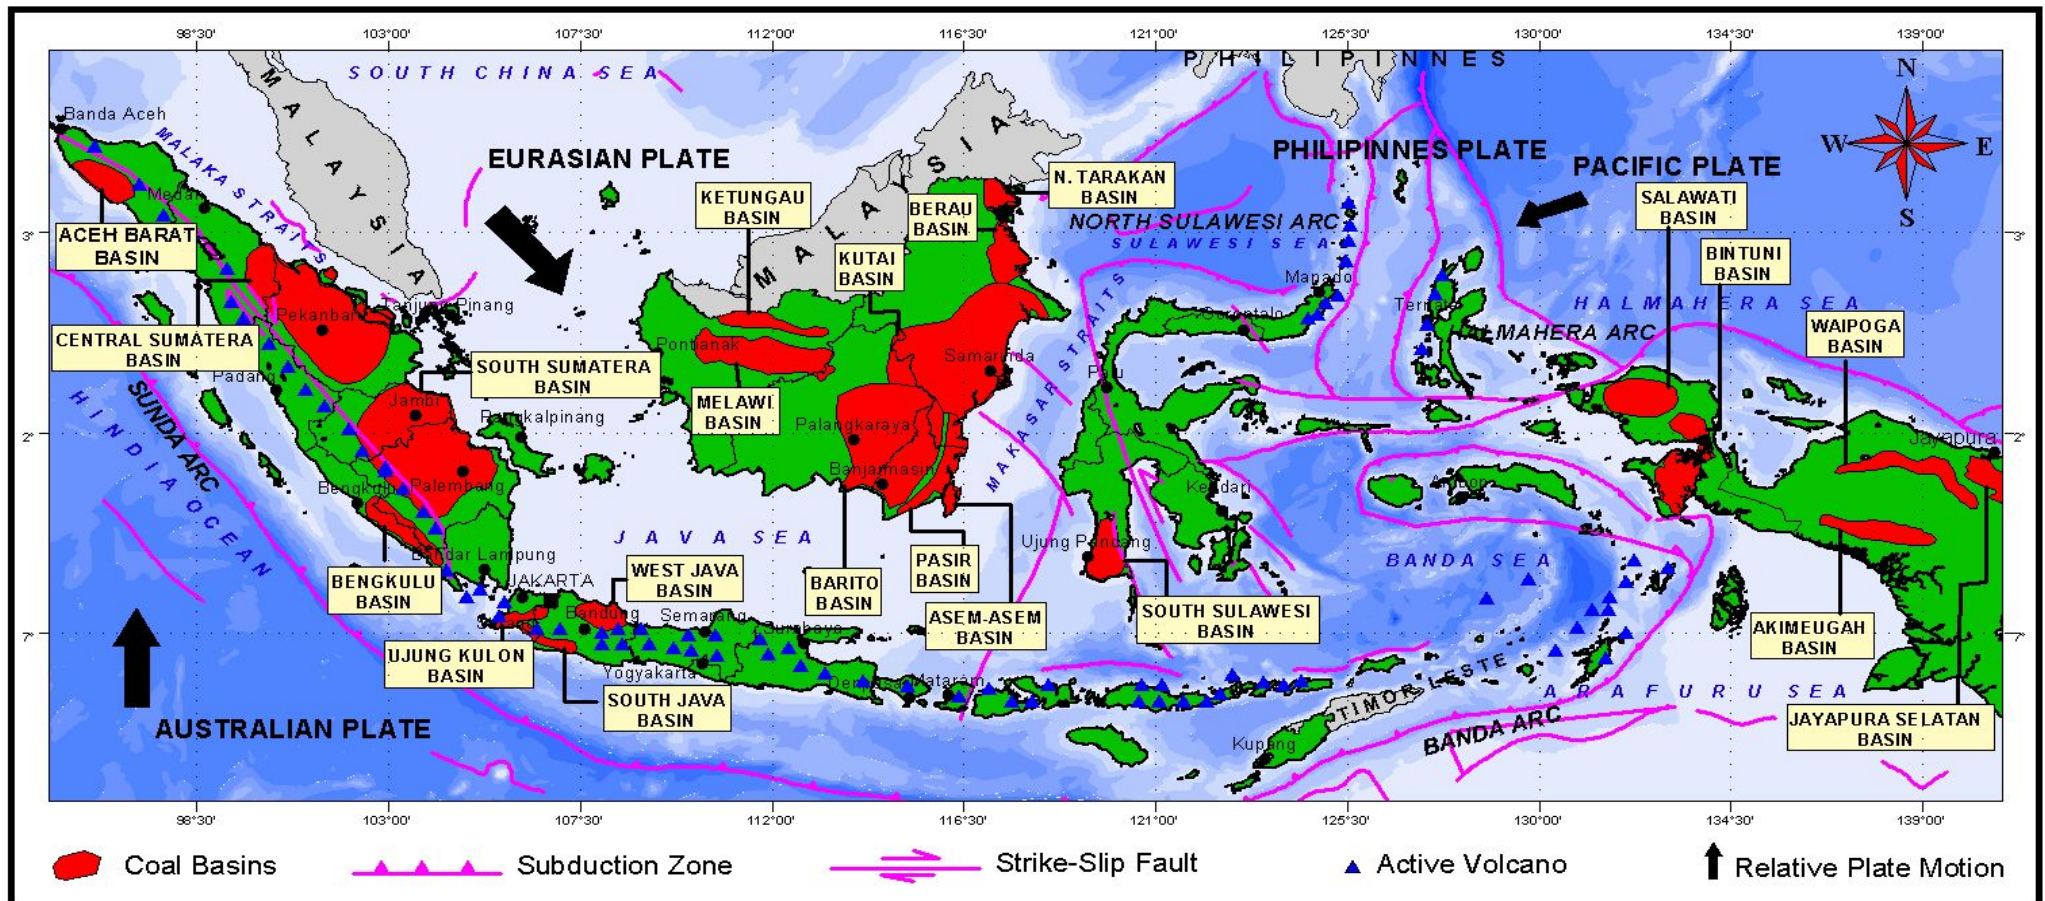 98°30' 103°00' 107°30' 112°00' 116°30' 121°00' 125°30' 130°00' 134°30' 139°00'
SOUTH CHINA SEA
PHILIPINNES
N
W
E
S
Banda Aceh
MALAKA STRAITS
MALAYSIA
EURASIAN PLATE
MALAYSIA
PHILIPINNES PLATE
PACIFIC PLATE
N. TARAKAN
BASIN
KETUNGAU
BASIN
BERAU
BASIN
SALAWATI
BASIN
Medan
NORTH SULAWESI ARC
SULAWESI SEA
3°
3°
ACEH BARAT
BASIN
KUTAI
BASIN
BINTUNI
BASIN
Manado
Tanjung Pinang
Pekanbaru
Ternate
HALMAHERA SEA
HALMAHERA ARC
Gorontalo
WAIPOGA
BASIN
CENTRAL SUMATERA
BASIN
Pontianak
Samarinda
MAKASAR STRAITS
SOUTH SUMATERA
BASIN
Padang
Palu
HINDIA OCEAN
SUNDA ARC
Jambi
Pangkalpinang
MELAWI
BASIN
Palangkaraya
2°
2°
Jayapura
Banjarmasin
Bengkulu
Palembang
Kendari
Ambon
JAVA SEA
Ujung Pandang
BANDA SEA
Bandar Lampung
BENGKULU
BASIN
JAKARTA
WEST JAVA
BASIN
BARITO
BASIN
PASIR
BASIN
ASEM-ASEM
BASIN
SOUTH SULAWESI
BASIN
Bandung
Semarang
Surabaya
7°
7°
AKIMEUGAH
BASIN
UJUNG KULON
BASIN
Yogyakarta
Denpasar
Mataram
SOUTH JAVA
BASIN
TIMOR LESTE
ARAFURU SEA
AUSTRALIAN PLATE
Kupang
BANDA ARC
JAYAPURA SELATAN
BASIN
98°30' 103°00' 107°30' 112°00' 116°30' 121°00' 125°30' 130°00' 134°30' 139°00'
Coal Basins
Subduction Zone
Strike-Slip Fault
Active Volcano
Relative Plate Motion